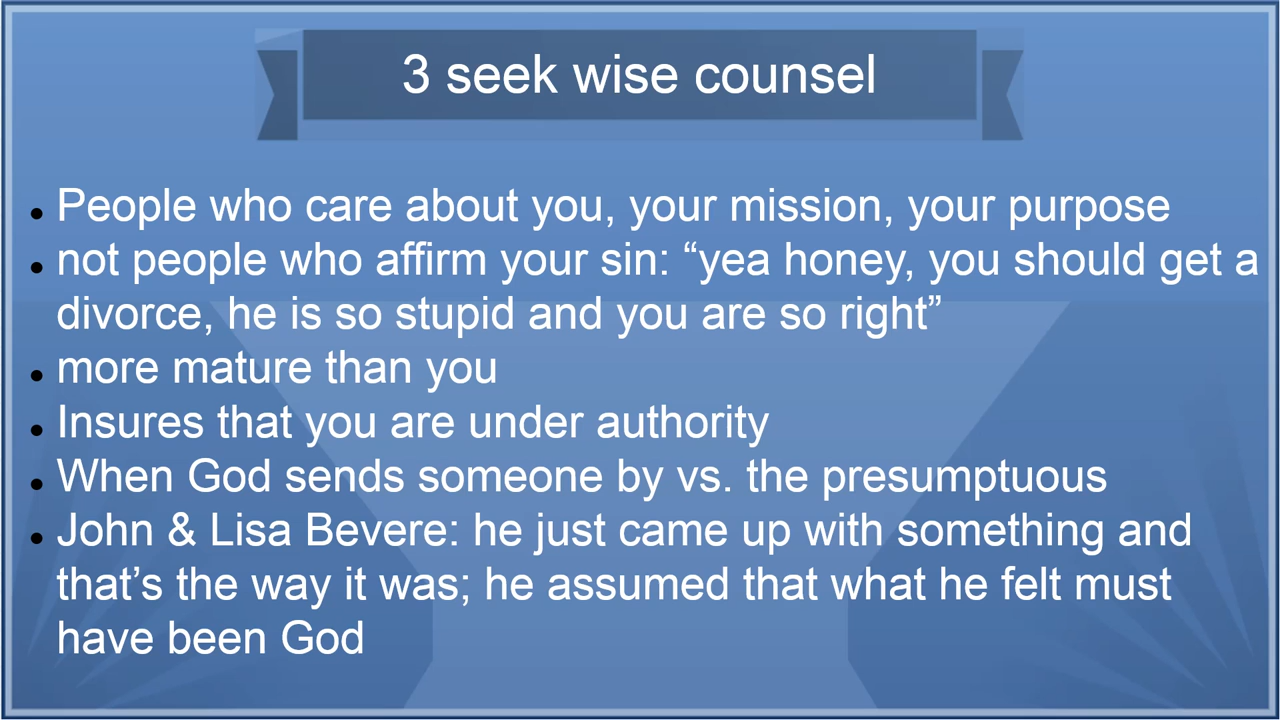 3 seek wise counsel
People who care about you, your mission, your purpose
not people who affirm your sin: “yea honey, you should get a
divorce, he is so stupid and you are so right”
more mature than you
Insures that you are under authority
When God sends someone by vs. the presumptuous
John & Lisa Bevere: he just came up with something and
that’s the way it was; he assumed that what he felt must
have been God